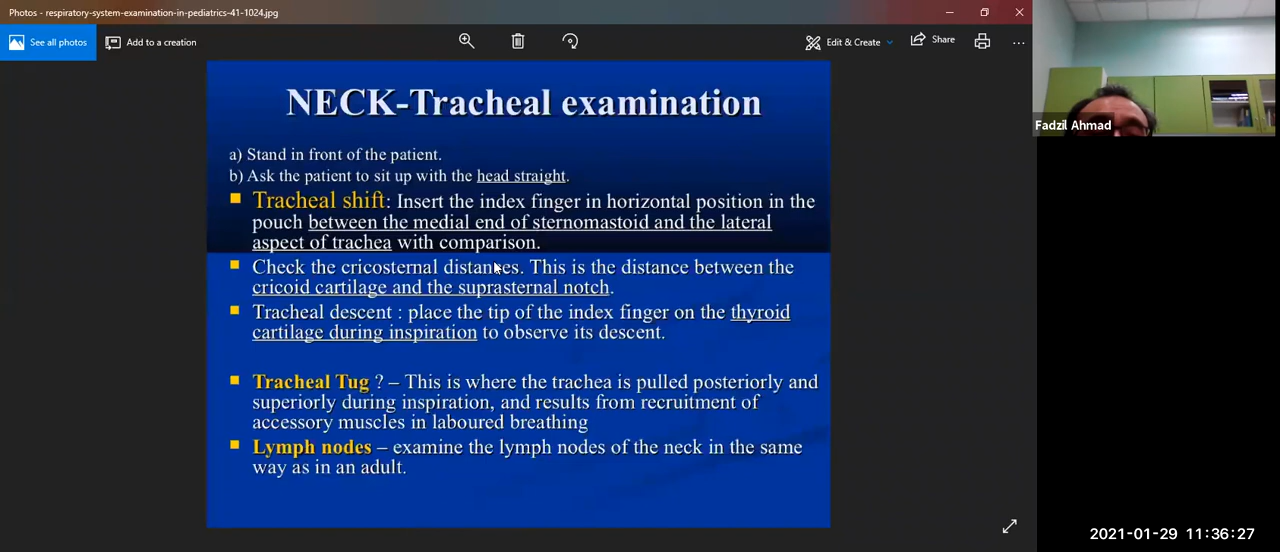 Photos - respiratory-system-examination-in-pediatrics-41-1024.jpg
See all photos
Add to a creation
Edit & Create
Share
NECK-Tracheal examination
a) Stand in front of the patient.
b) Ask the patient to sit up with the head straight.
Tracheal shift: Insert the index finger in horizontal position in the
pouch between the medial end of sternomastoid and the lateral
aspect of trachea with comparison.
Check the cricosternal distances. This is the distance between the
cricoid cartilage and the suprasternal notch.
Tracheal descent : place the tip of the index finger on the thyroid
cartilage during inspiration to observe its descent.
Tracheal Tug ? – This is where the trachea is pulled posteriorly and
superiorly during inspiration, and results from recruitment of
accessory muscles in laboured breathing
Lymph nodes – examine the lymph nodes of the neck in the same
way as in an adult.
Fadzil Ahmad
2021-01-29 11:36:27